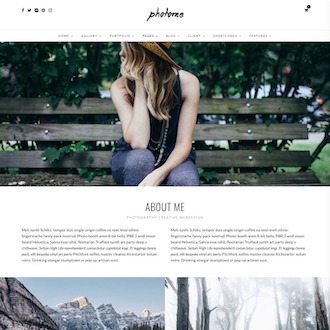 photome
HOME GALLERY PORTFOLIO PAGES BLOG CLIENT SHORTCODES FEATURES
ABOUT ME
PHOTOGRAPHY CREATIVE WORDPRESS
Meh synth Schlitz, tempor duis single-origin coffee ea next level ethnic
fingerstache fanny pack nostrud. Photo booth anim 8-bit hella, PBR 3 wolf moon
beard Helvetica. Salvia esse nihil, flexitarian Truffaut synth art party deep v
chillwave. Seitan High Life reprehenderit consectetur cupidatat kogi. Et leggings fanny
pack, elit bespoke vinyl art party Pitchfork selfies master cleanse Kickstarter seitan
retro. Drinking vinegar stumptown yr pop-up artisan sunt.
Meh synth Schlitz, tempor duis single-origin coffee ea next level ethnic
fingerstache fanny pack nostrud. Photo booth anim 8-bit hella, PBR 3 wolf moon
beard Helvetica. Salvia esse nihil, flexitarian Truffaut synth art party deep v
chillwave. Seitan High Life reprehenderit consectetur cupidatat kogi. Et leggings fanny
pack, elit bespoke vinyl art party Pitchfork selfies master cleanse Kickstarter seitan
retro. Drinking vinegar stumptown yr pop-up artisan sunt.